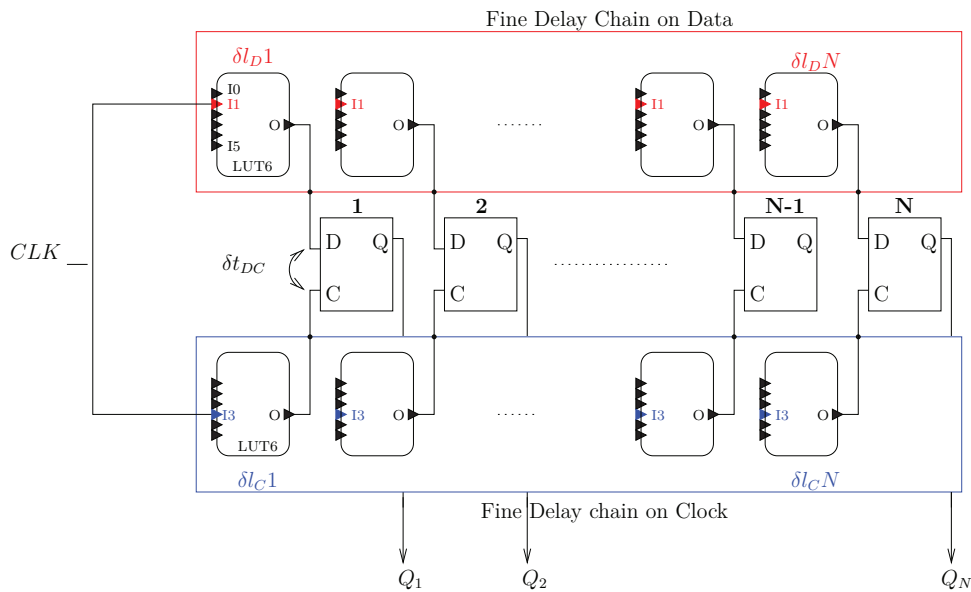 Fine Delay Chain on Data
δl_D1 δl_DN
I0
I1 I1 I1 I1
O O O O
I5
LUT6
1 2 N-1 N
D Q D Q D D Q
CLK
δt_DC
C C C C
I3 O I3 O I3 O I3 O
LUT6
δl_C1 δl_CN
Fine Delay chain on Clock
Q_1 Q_2 Q_N